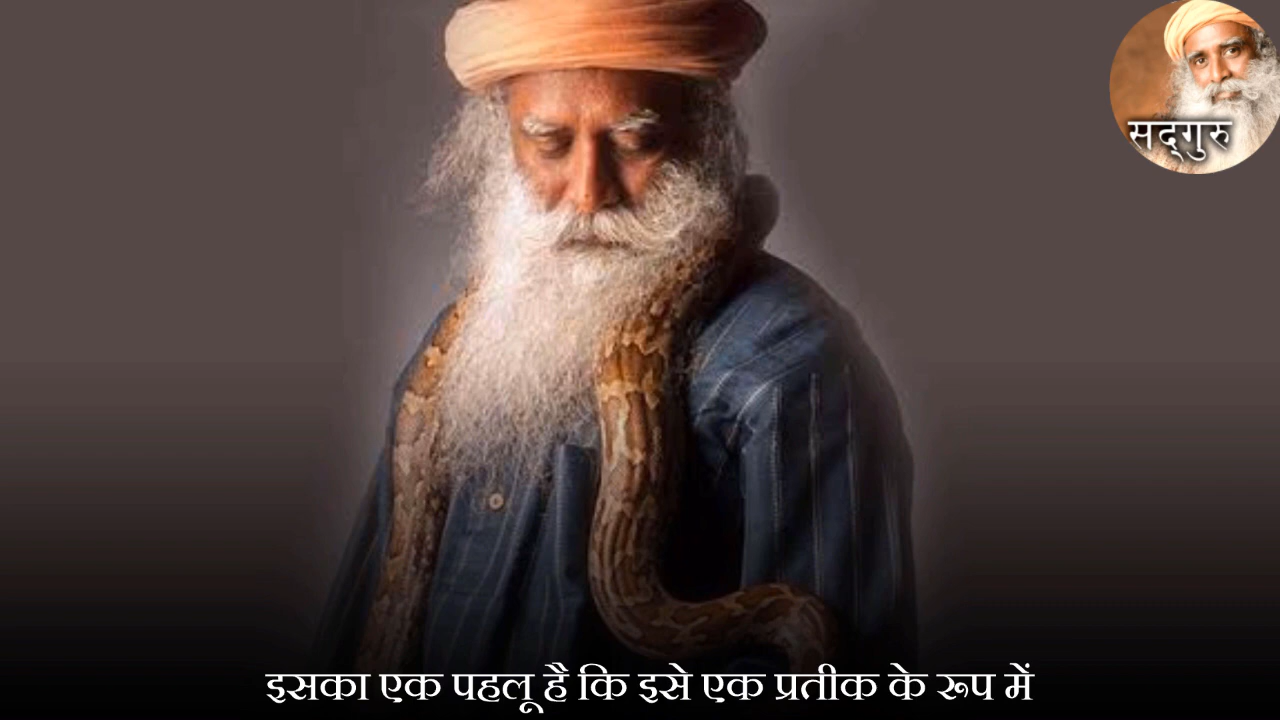 सद्गुरु
इसका एक पहलू है कि इसे एक प्रतीक के रूप में